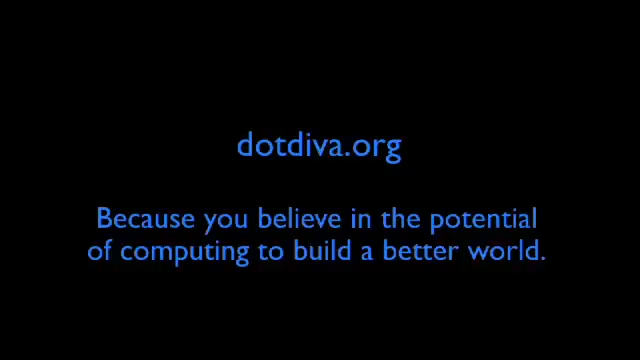 dotdiva.org
Because you believe in the potential
of computing to build a better world.